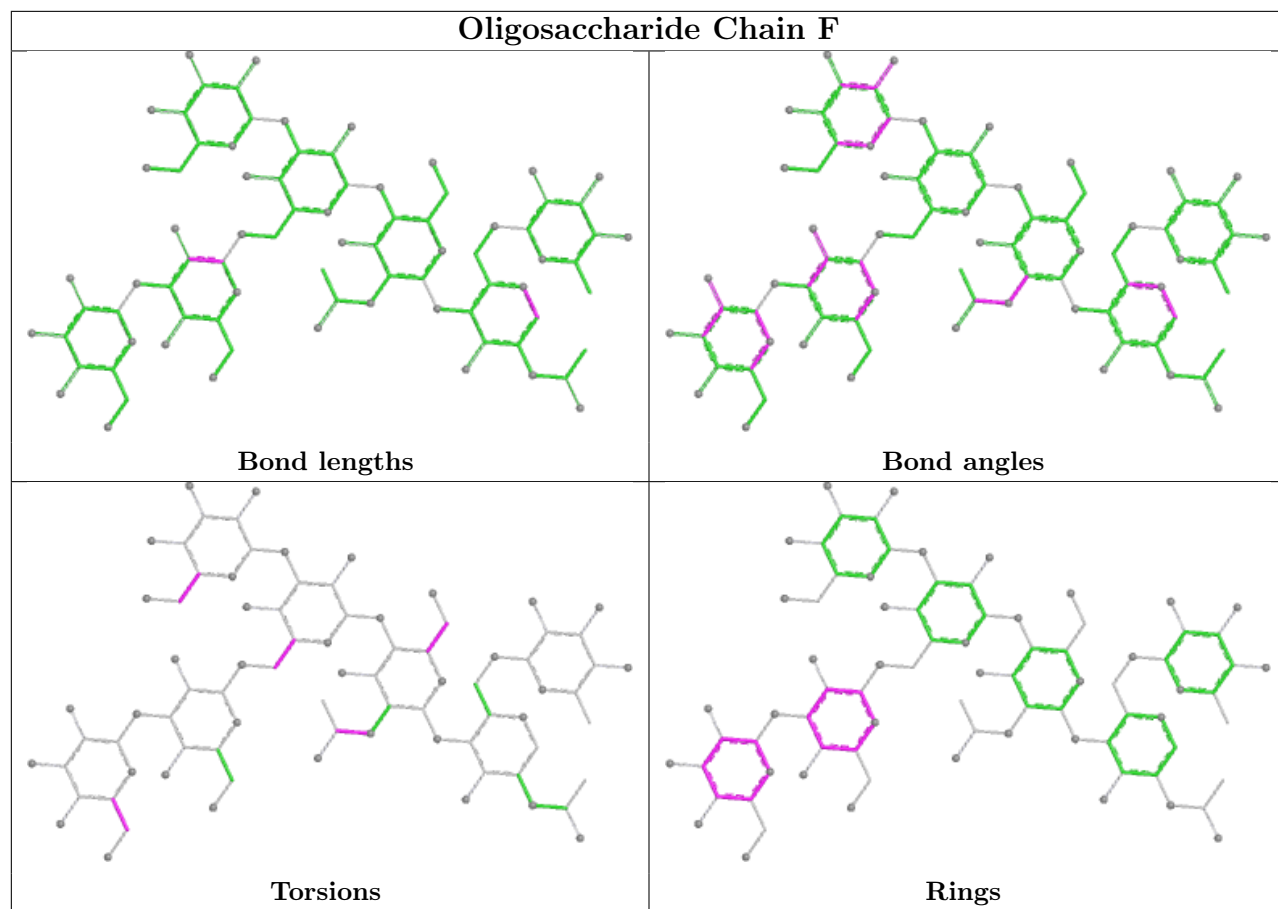 Oligosaccharide Chain F
Bond lengths
Bond angles
Torsions
Rings